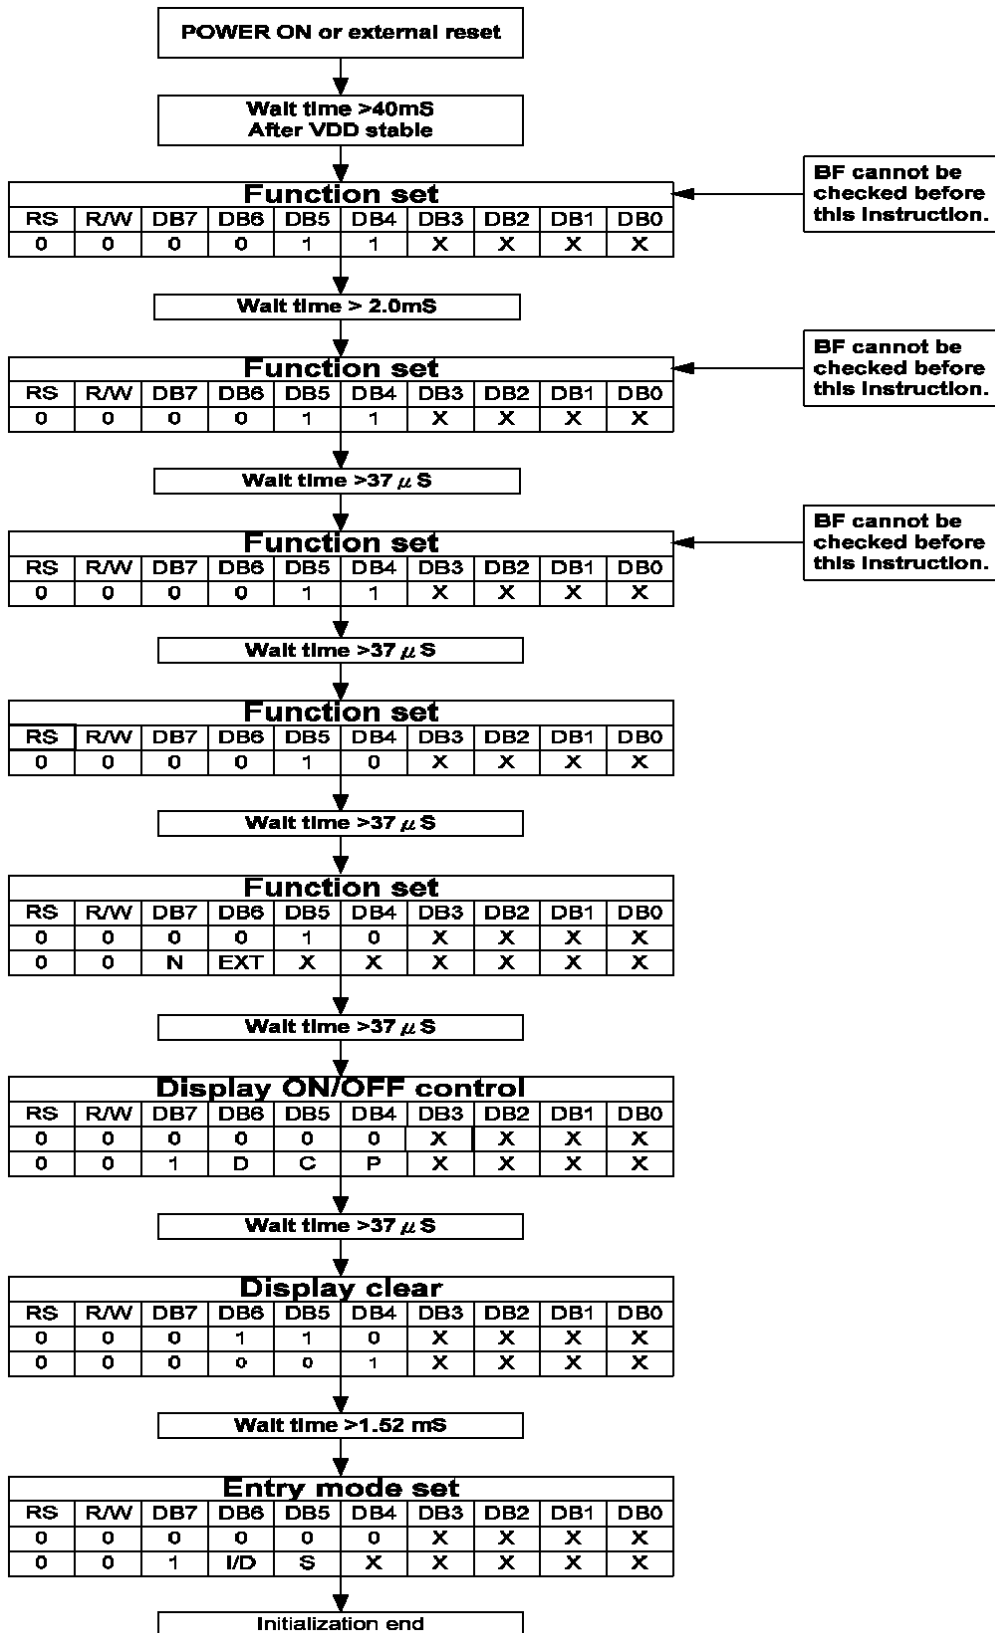 POWER ON or external reset
Wait time >40mS
After VDD stable
Function set
BF cannot be
checked before
this instruction.
RS R/W DB7 DB6 DB5 DB4 DB3 DB2 DB1 DB0
0 0 0 0 1 1 X X X X
Wait time > 2.0mS
Function set
BF cannot be
checked before
this instruction.
RS R/W DB7 DB6 DB5 DB4 DB3 DB2 DB1 DB0
0 0 0 0 1 1 X X X X
Wait time >37 μS
Function set
BF cannot be
checked before
this instruction.
RS R/W DB7 DB6 DB5 DB4 DB3 DB2 DB1 DB0
0 0 0 0 1 1 X X X X
Wait time >37 μS
Function set
RS R/W DB7 DB6 DB5 DB4 DB3 DB2 DB1 DB0
0 0 0 0 1 0 X X X X
Wait time >37 μS
Function set
RS R/W DB7 DB6 DB5 DB4 DB3 DB2 DB1 DB0
0 0 0 0 1 0 X X X X
0 0 N EXT X X X X X X
Wait time >37 μS
Display ON/OFF control
RS R/W DB7 DB6 DB5 DB4 DB3 DB2 DB1 DB0
0 0 0 0 0 0 X X X X
0 0 1 D C P X X X X
Wait time >37 μS
Display clear
RS R/W DB7 DB6 DB5 DB4 DB3 DB2 DB1 DB0
0 0 0 1 1 0 X X X X
0 0 0 0 0 1 X X X X
Wait time >1.52 mS
Entry mode set
RS R/W DB7 DB6 DB5 DB4 DB3 DB2 DB1 DB0
0 0 0 0 0 0 X X X X
0 0 1 I/D S X X X X X
Initialization end